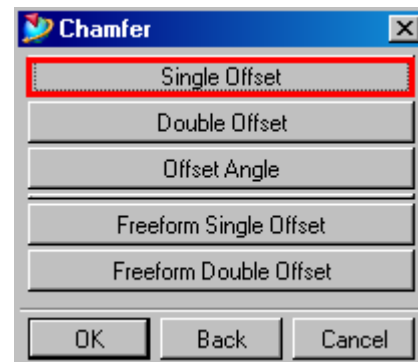 Chamfer
Single Offset
Double Offset
Offset Angle
Freeform Single Offset
Freeform Double Offset
OK Back Cancel